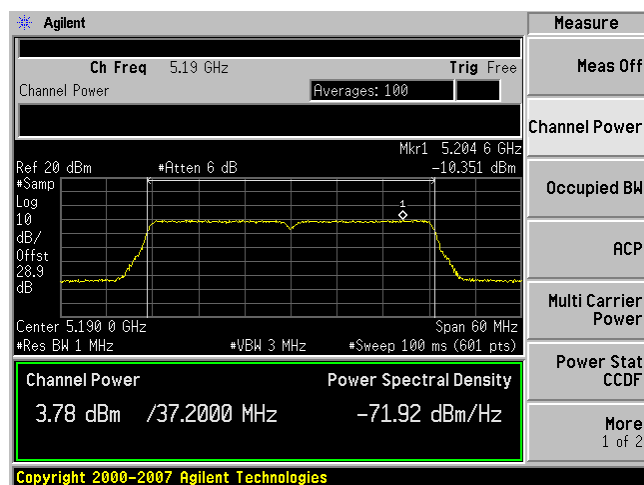 Agilent
Measure
Ch Freq 5.19 GHz Trig Free
Meas Off
Channel Power Averages: 100
Channel Power
Mkr1 5.204 6 GHz
Ref 20 dBm #Atten 6 dB -10.351 dBm
#Samp
Log
10
dB/
Offst
28.9
dB
1
Occupied BW
ACP
Multi Carrier
Power
Center 5.190 0 GHz Span 60 MHz
#Res BW 1 MHz #VBW 3 MHz #Sweep 100 ms (601 pts)
Power Stat
CCDF
Channel Power Power Spectral Density
3.78 dBm /37.2000 MHz -71.92 dBm/Hz
More
1 of 2
Copyright 2000-2007 Agilent Technologies